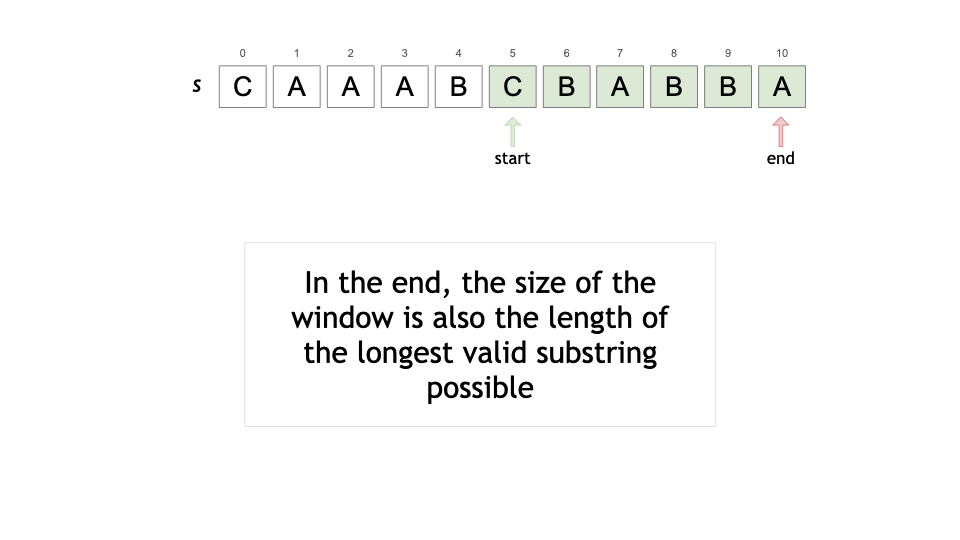 0 1 2 3 4 5 6 7 8 9 10
s C A A A B C B A B B A
start end
In the end, the size of the
window is also the length of
the longest valid substring
possible